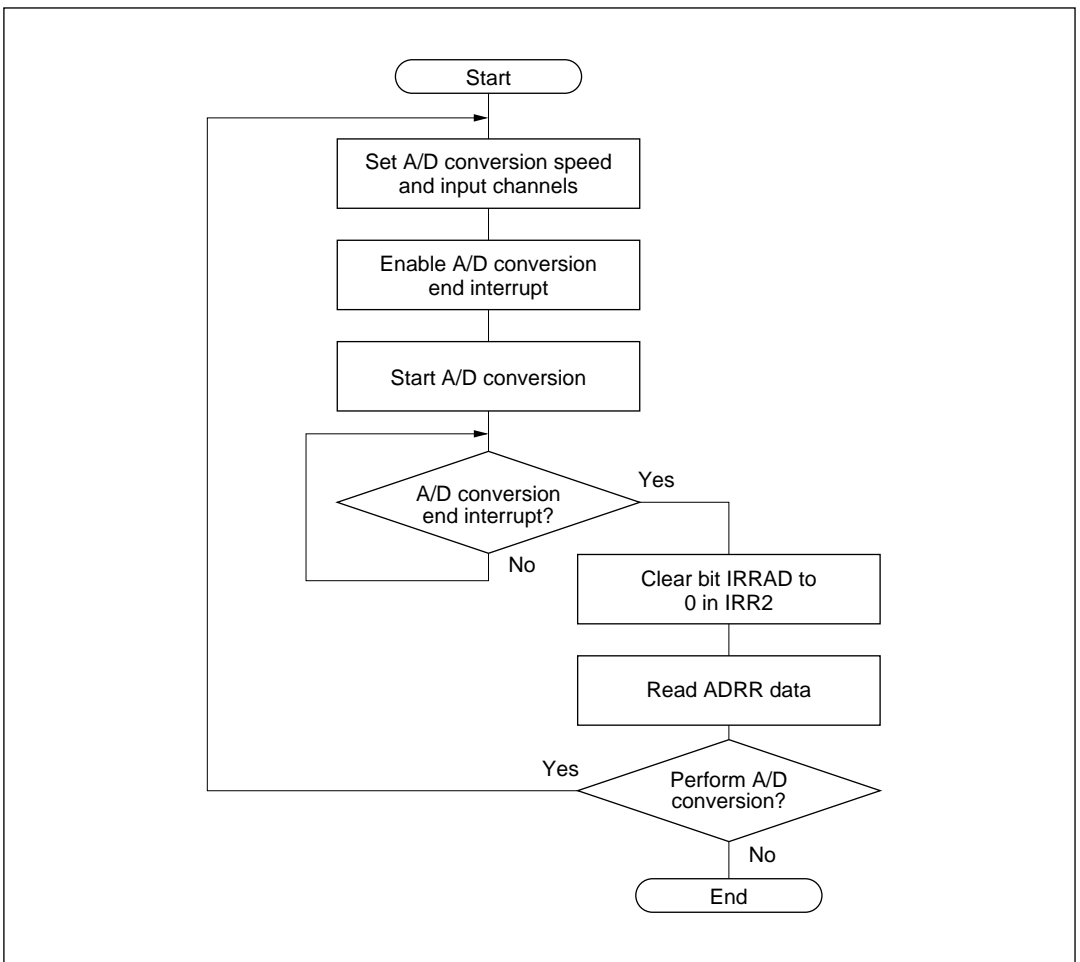 Start
Set A/D conversion speed
and input channels
Enable A/D conversion
end interrupt
Start A/D conversion
A/D conversion
end interrupt?
Yes
No
Clear bit IRRAD to
0 in IRR2
Read ADRR data
Yes
Perform A/D
conversion?
No
End